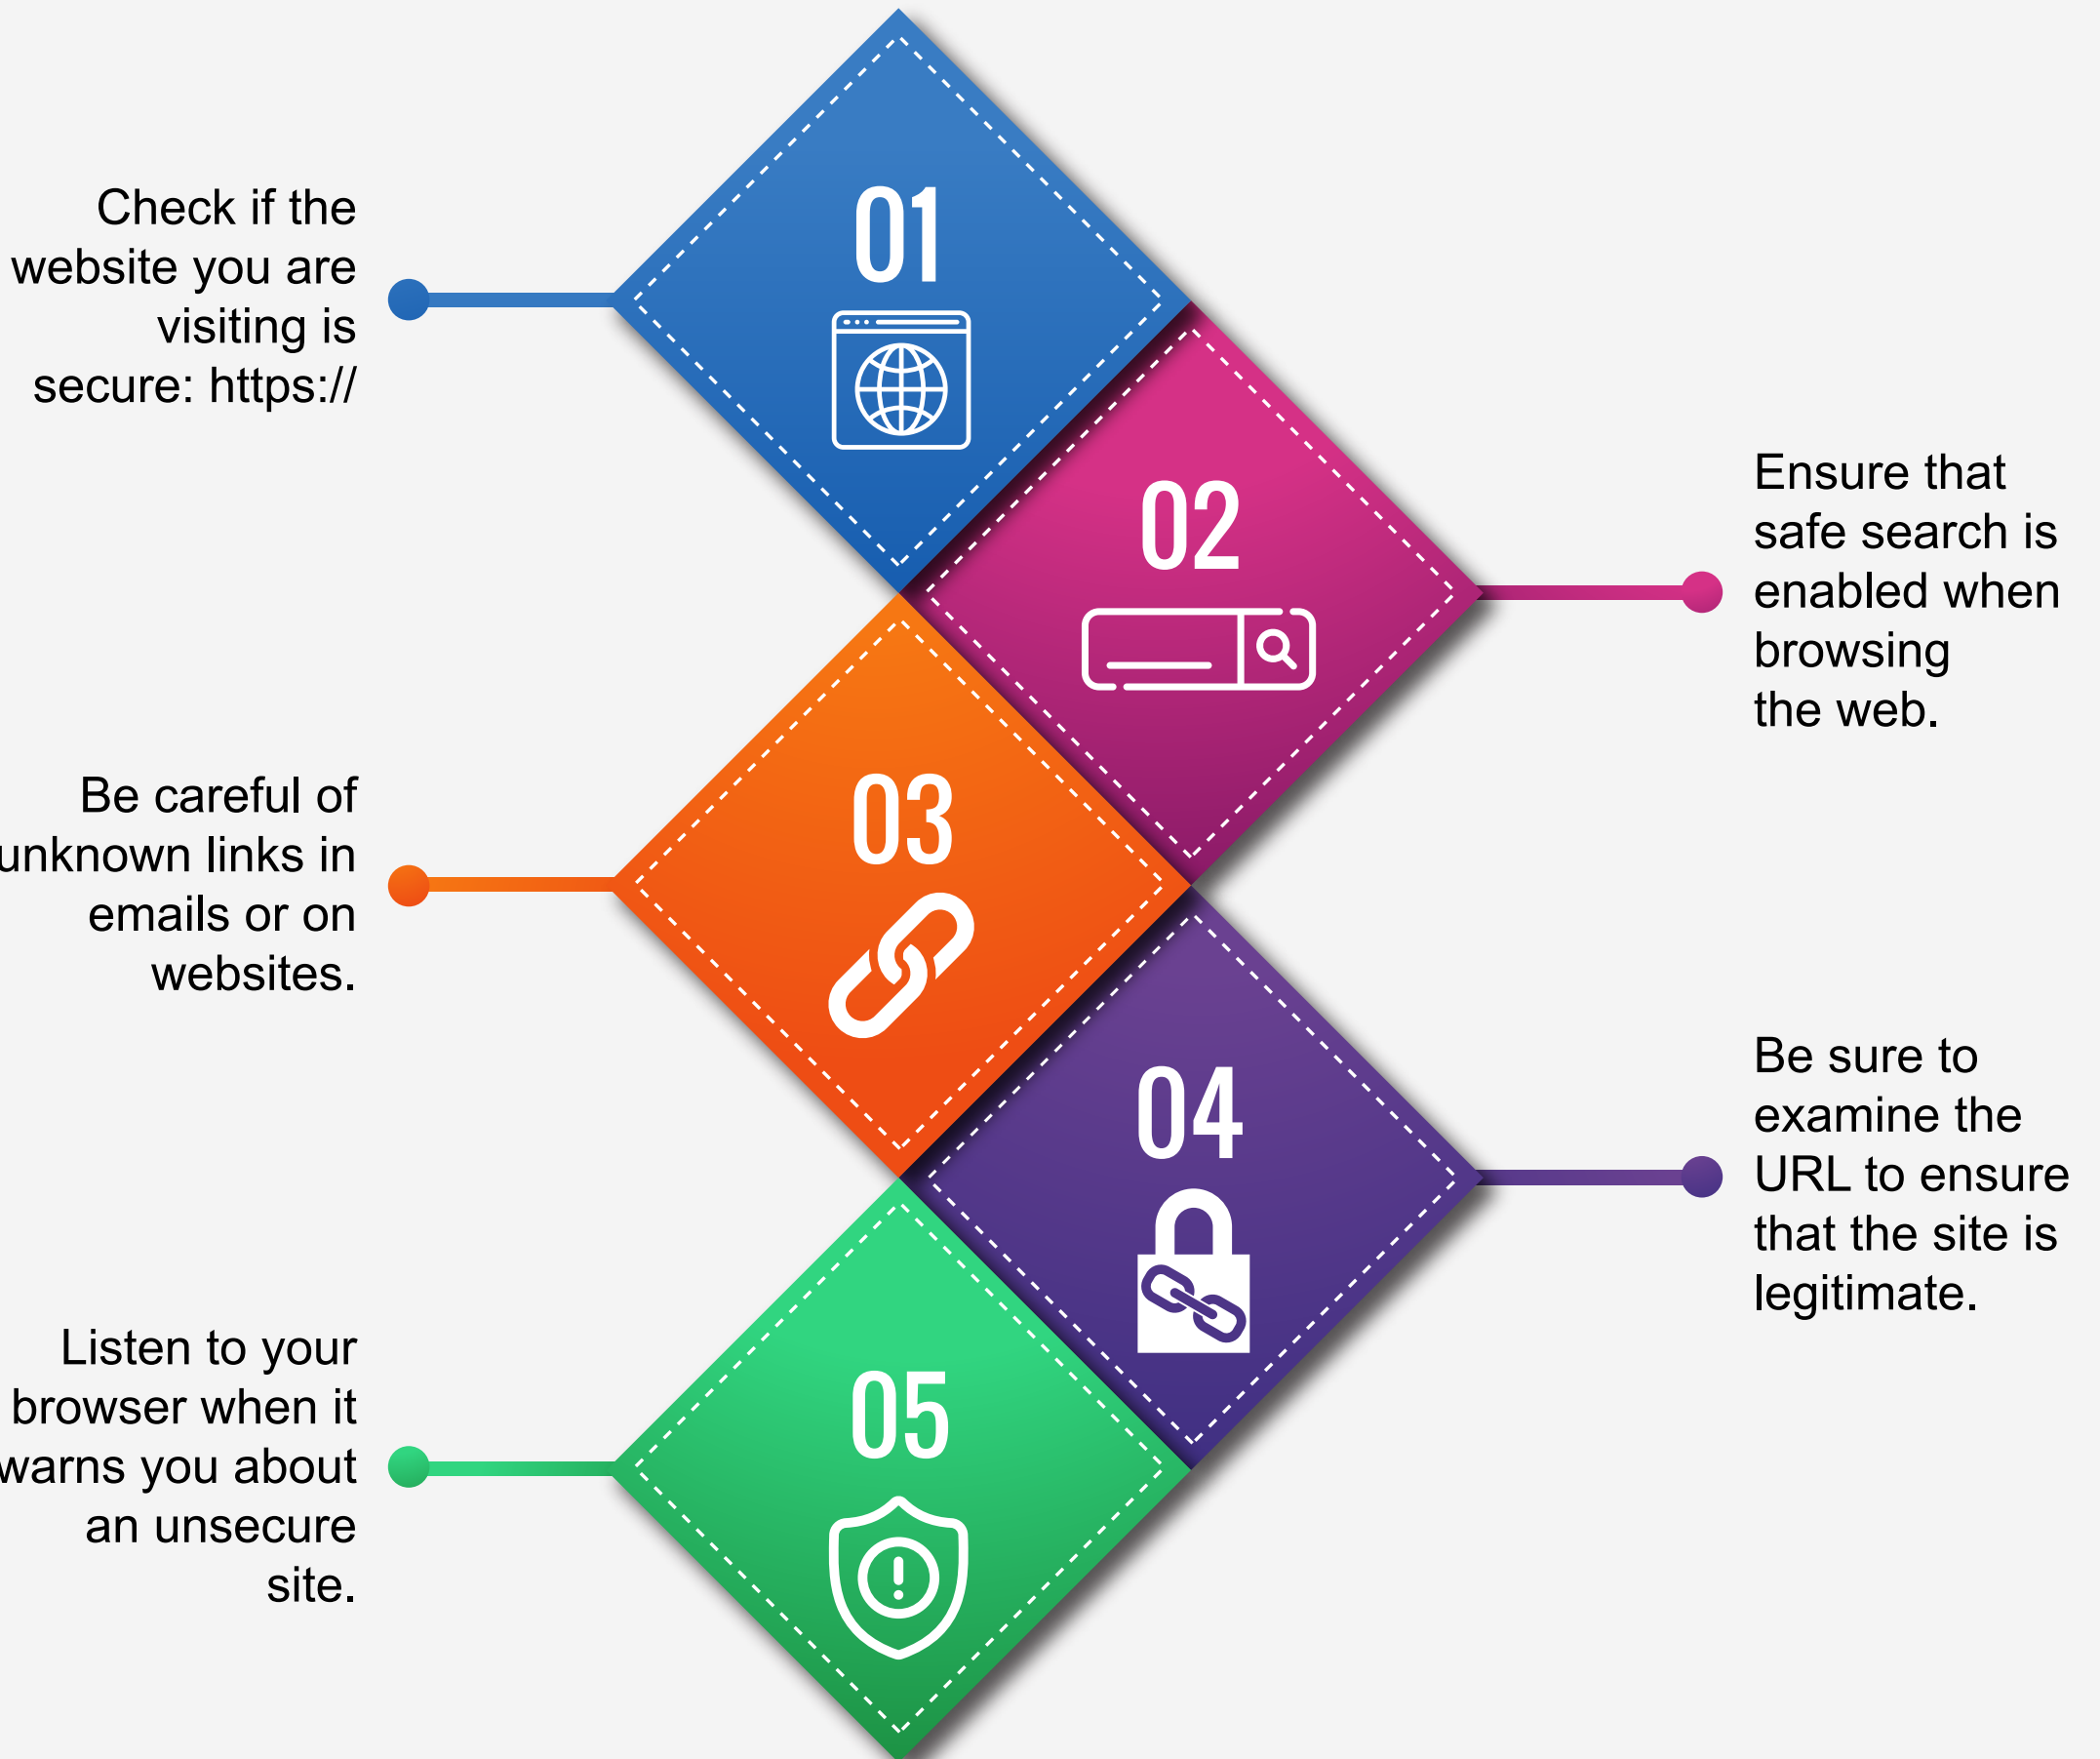 01
Check if the
website you are
visiting is
secure: https://
02
Ensure that
safe search is
enabled when
browsing
the web.
03
Be careful of
unknown links in
emails or on
websites.
04
Be sure to
examine the
URL to ensure
that the site is
legitimate.
05
Listen to your
browser when it
warns you about
an unsecure
site.